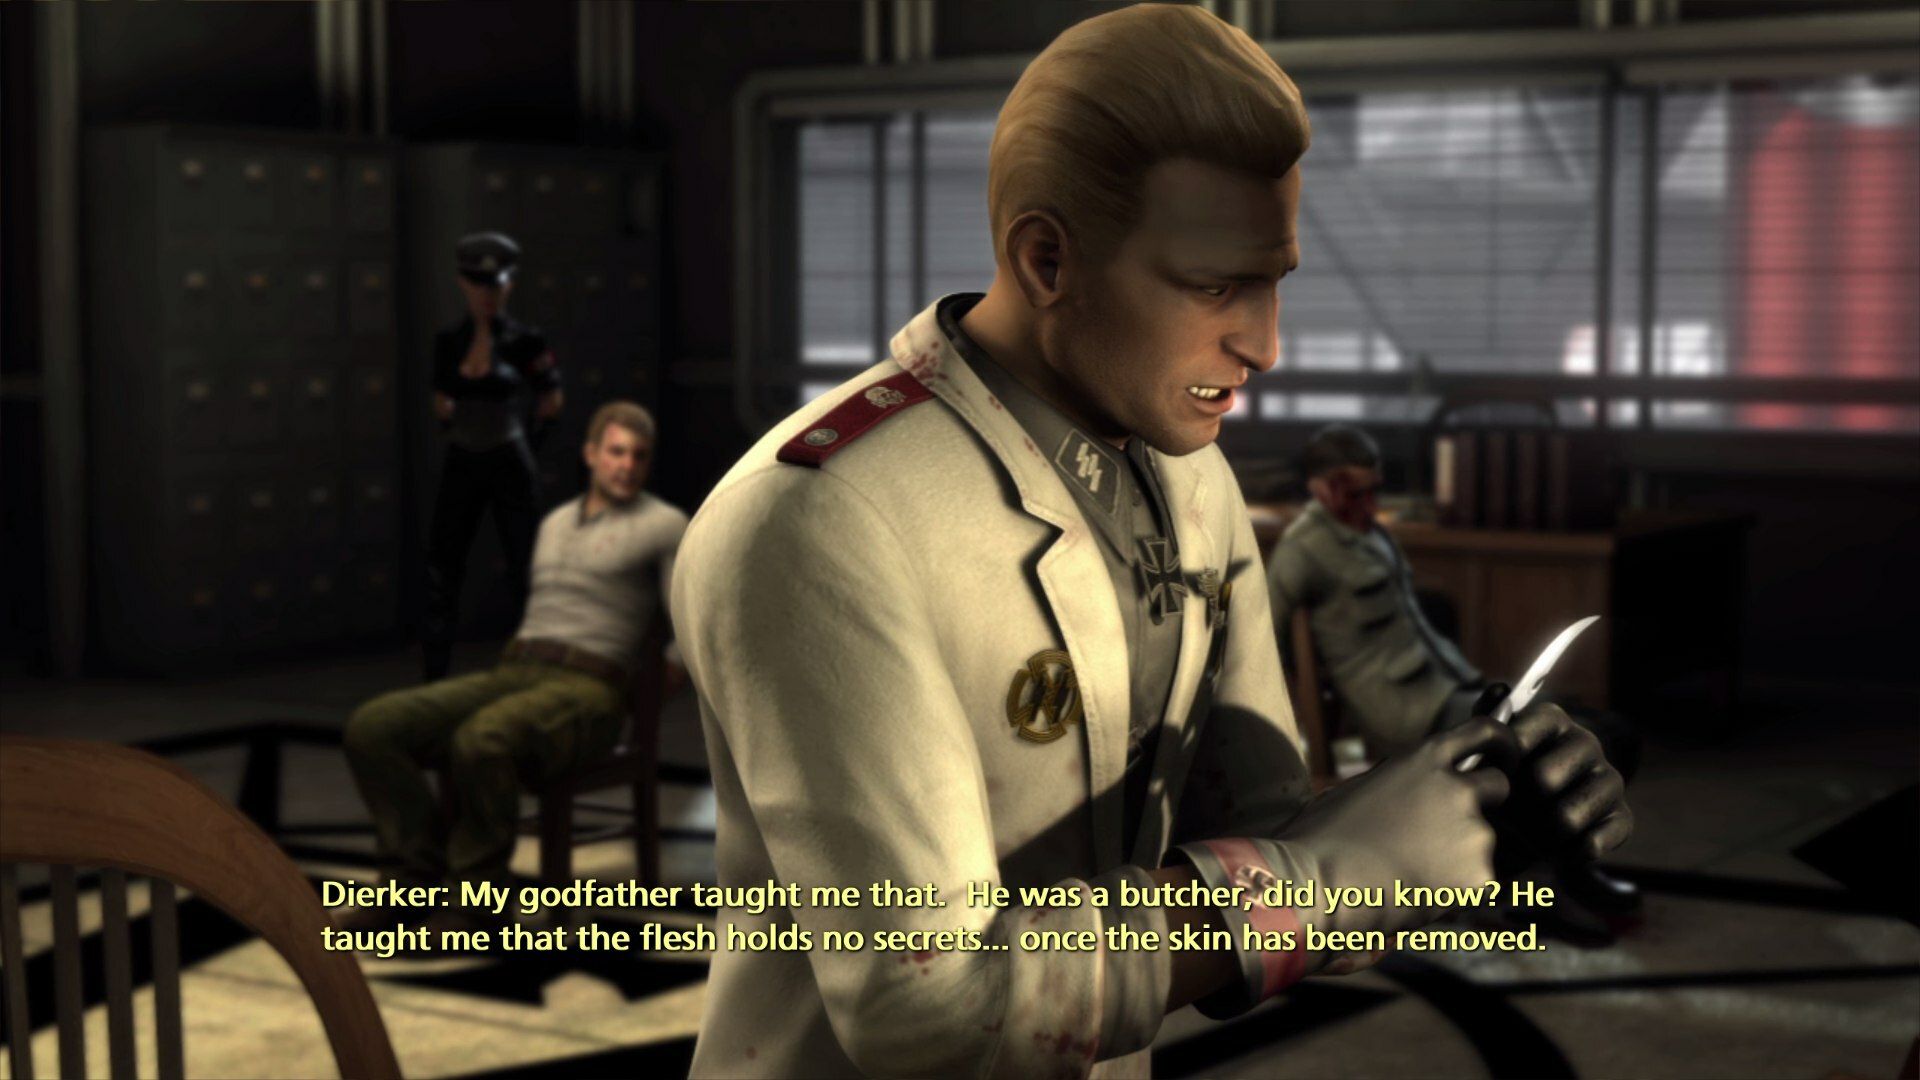 Dierker: My godfather taught me that.  He was a butcher, did you know? He
taught me that the flesh holds no secrets... once the skin has been removed.